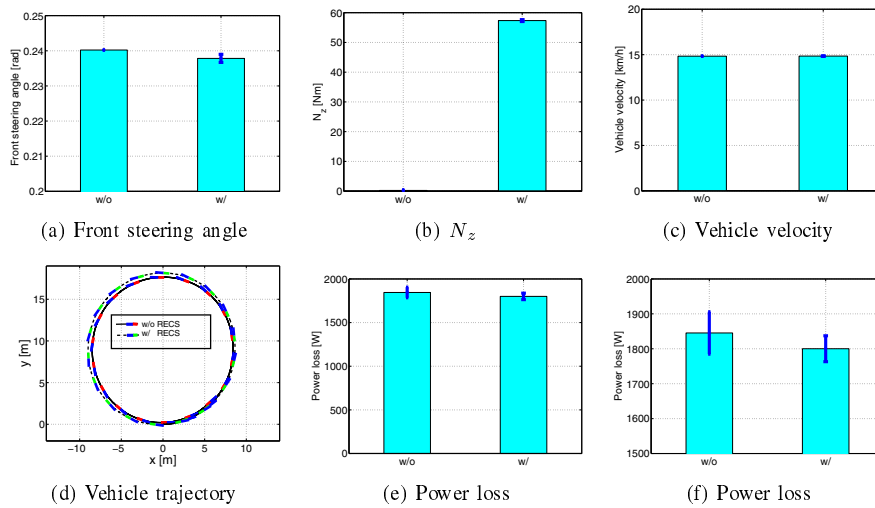 0.25
0.24
0.23
0.22
0.21
0.2
Front steering angle [rad]
w/o w/
(a) Front steering angle
60
50
40
30
20
10
0
N_z [Nm]
w/o w/
(b) N_z
20
15
10
5
0
Vehicle velocity [km/h]
w/o w/
(c) Vehicle velocity
15
10
5
0
y [m]
w/o RECS
w/ RECS
−10 −5 0 5 10
x [m]
(d) Vehicle trajectory
2000
1500
1000
500
0
Power loss [W]
w/o w/
(e) Power loss
2000
1900
1800
1700
1600
1500
Power loss [W]
w/o w/
(f) Power loss